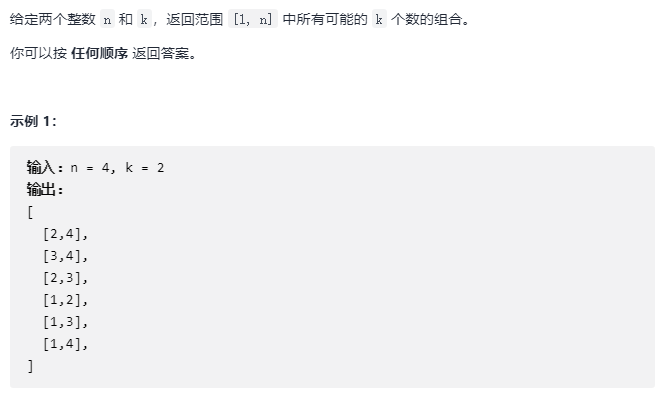 给定两个整数 n 和 k，返回范围 [1, n] 中所有可能的 k 个数的组合。
你可以按 任何顺序 返回答案。
示例 1：
输入：n = 4, k = 2
输出：
[
  [2,4],
  [3,4],
  [2,3],
  [1,2],
  [1,3],
  [1,4],
]